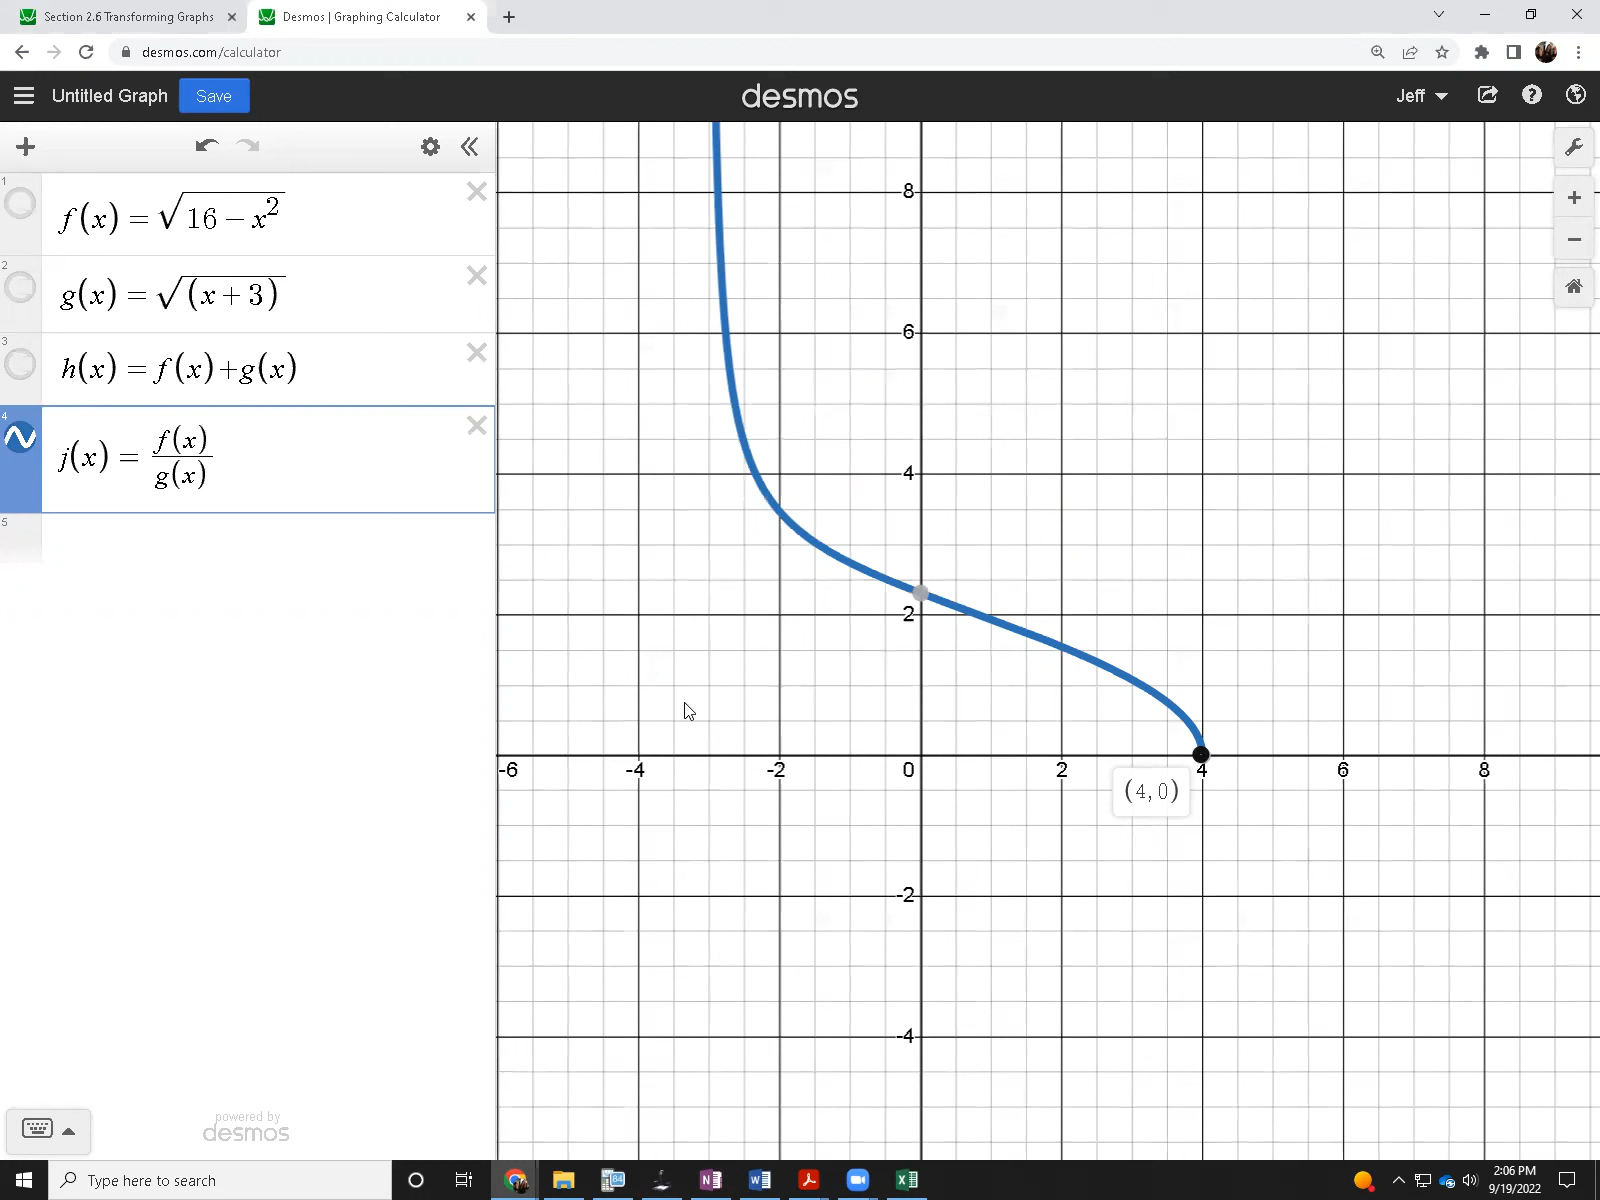 Section 2.6 Transforming Graphs
Desmos | Graphing Calculator
desmos.com/calculator
Untitled Graph
Save
desmos
Jeff
1
f(x) = √(16 − x²)
2
g(x) = √(x + 3)
3
h(x) = f(x)+g(x)
4
j(x) = f(x)/g(x)
5
8
6
4
2
-6 -4 -2 0 2 4 6 8
(4, 0)
-2
-4
powered by
desmos
Type here to search
2:06 PM
9/19/2022